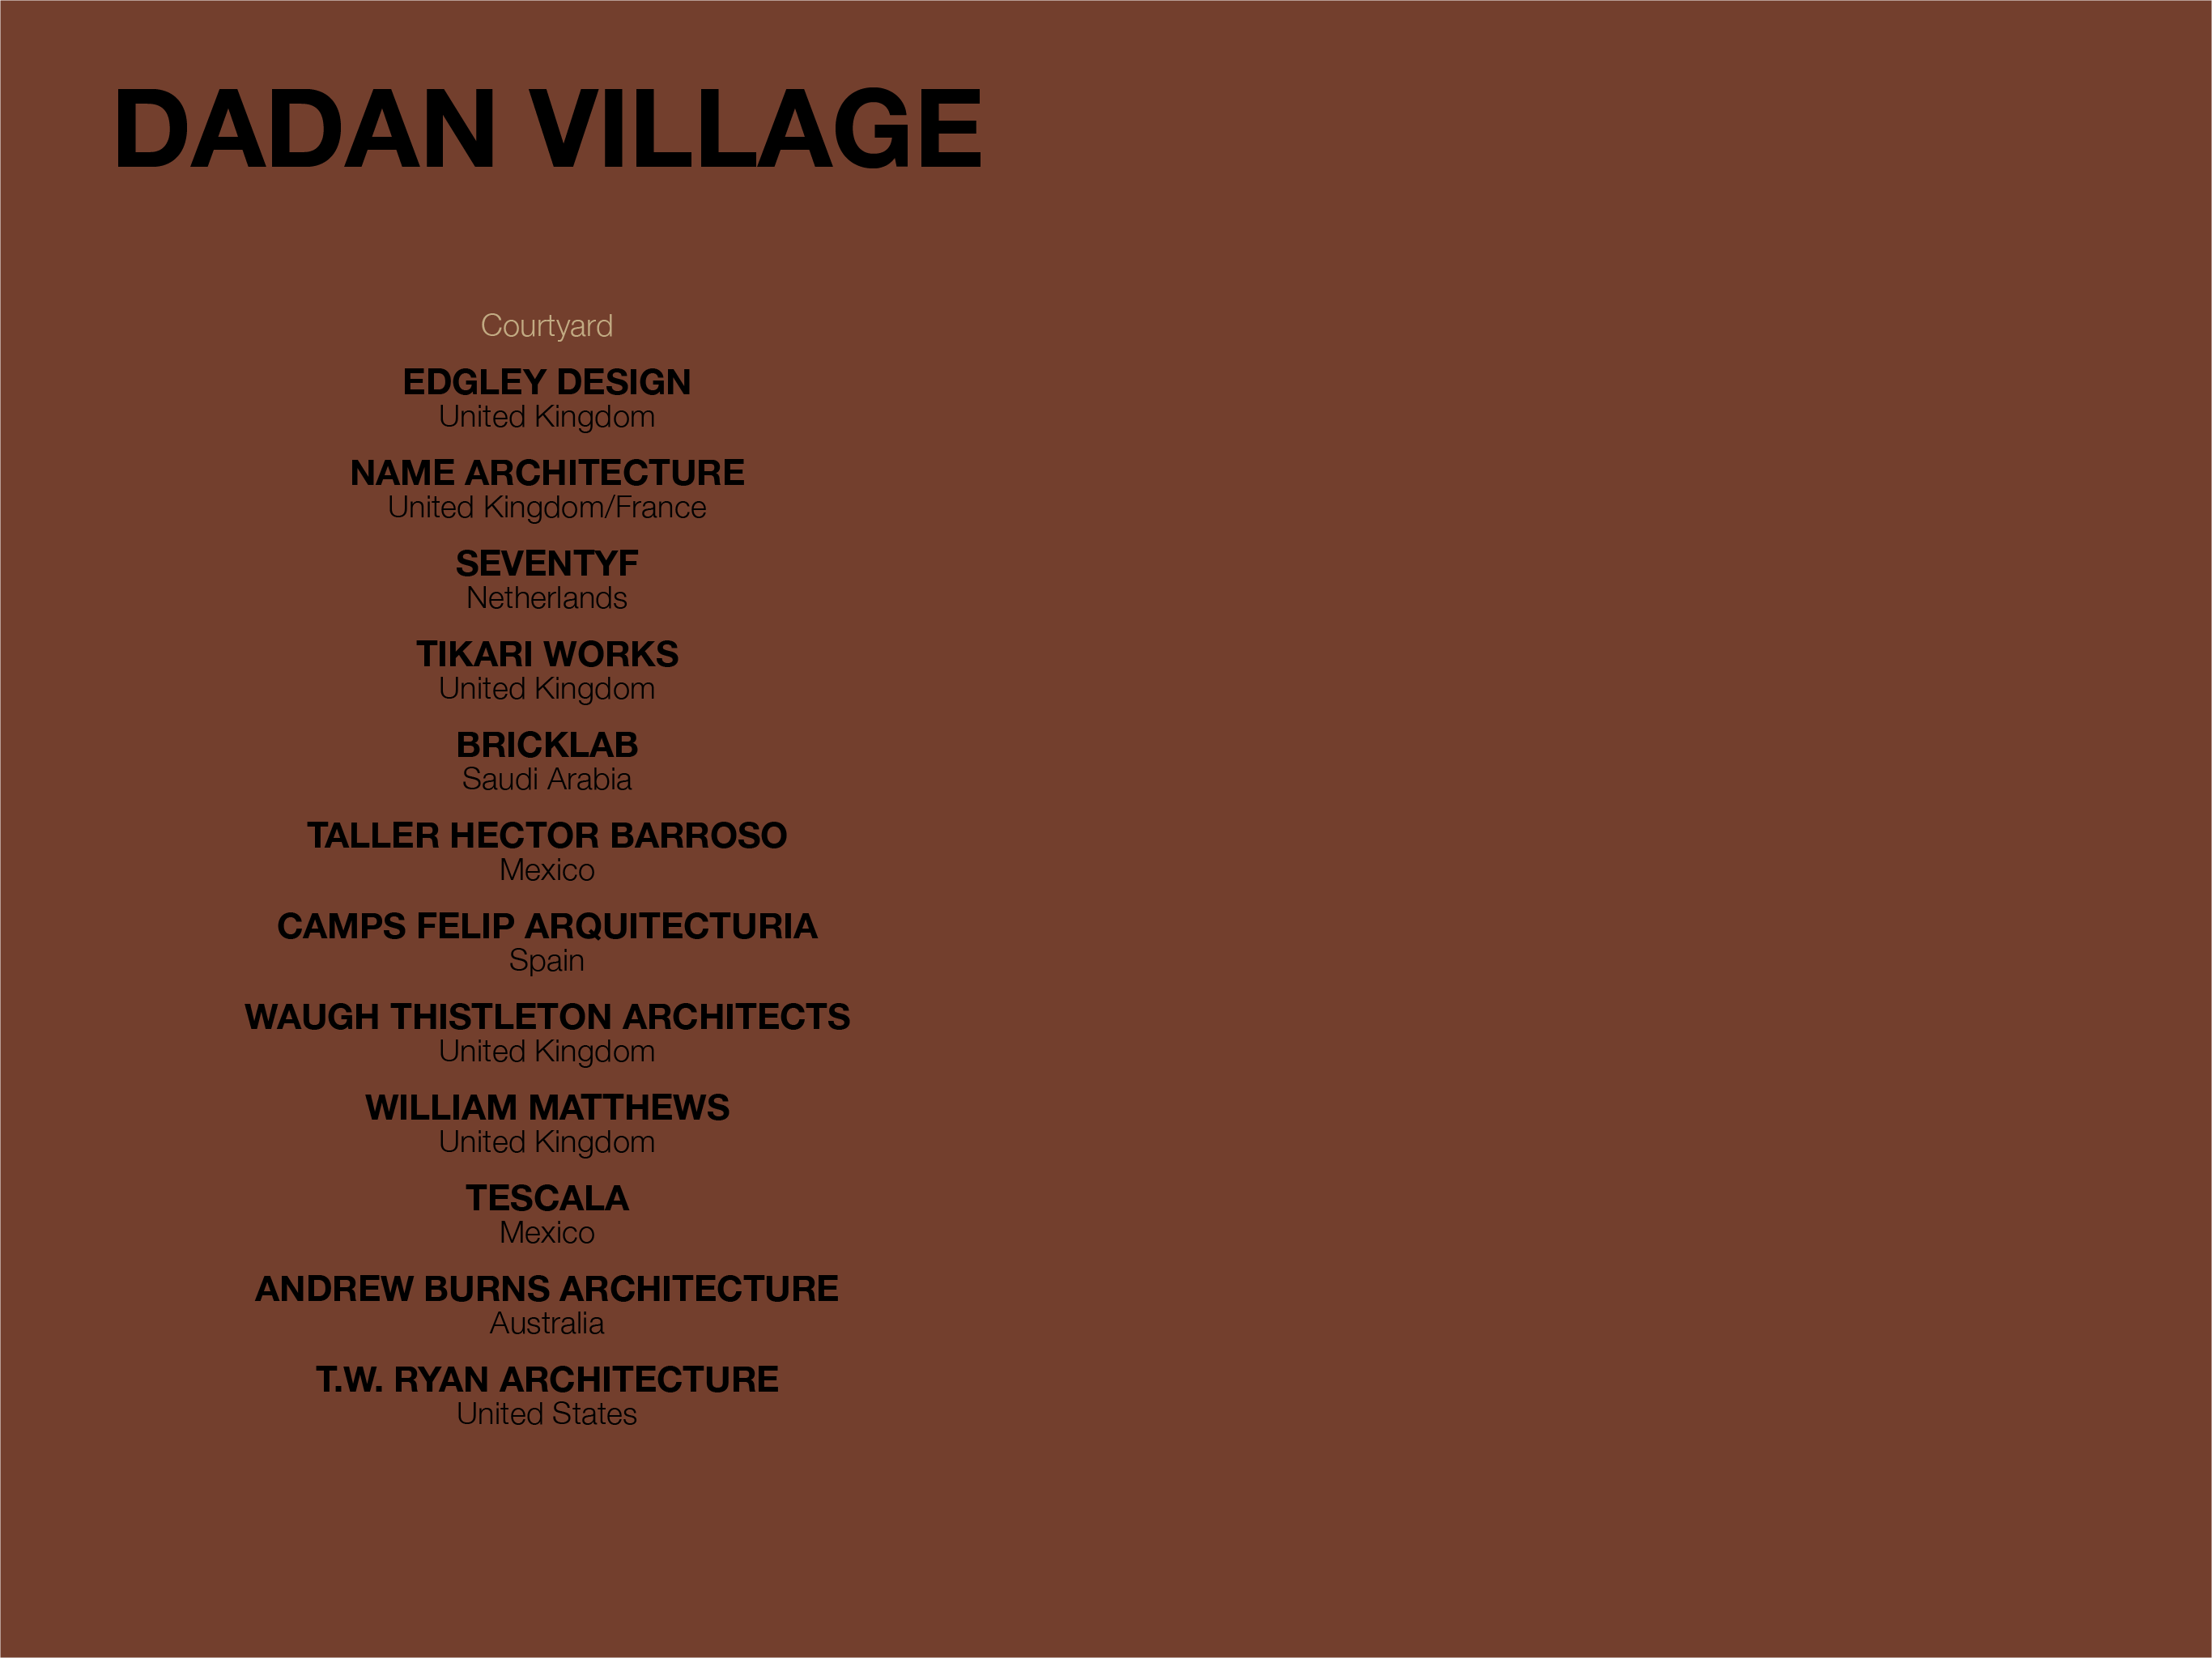 DADAN VILLAGE
Courtyard
EDGLEY DESIGN
United Kingdom
NAME ARCHITECTURE
United Kingdom/France
SEVENTYF
Netherlands
TIKARI WORKS
United Kingdom
BRICKLAB
Saudi Arabia
TALLER HECTOR BARROSO
Mexico
CAMPS FELIP ARQUITECTURIA
Spain
WAUGH THISTLETON ARCHITECTS
United Kingdom
WILLIAM MATTHEWS
United Kingdom
TESCALA
Mexico
ANDREW BURNS ARCHITECTURE
Australia
T.W. RYAN ARCHITECTURE
United States